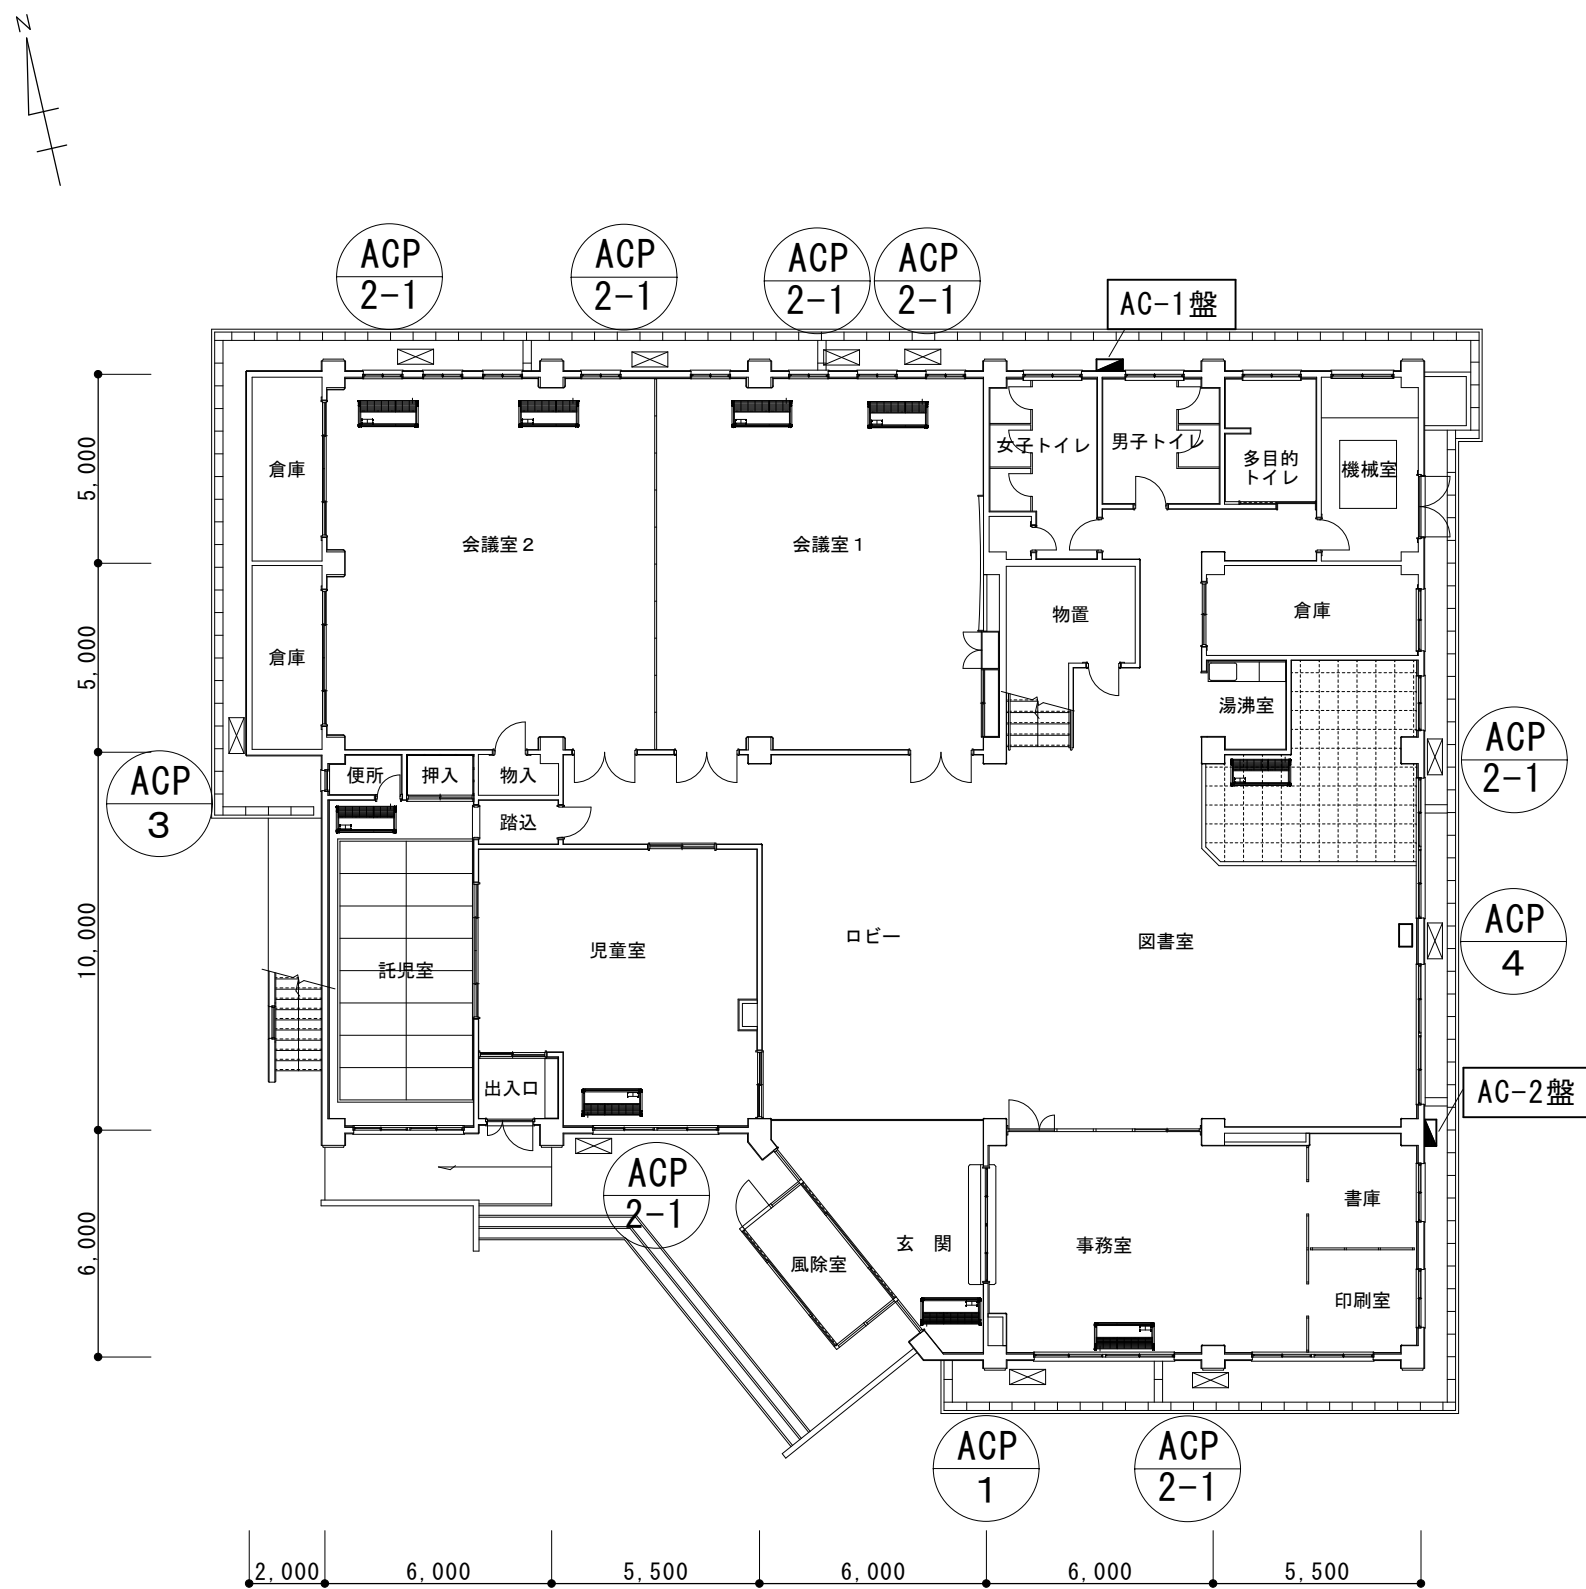 N
ACP
2-1
ACP
2-1
ACP
2-1
ACP
2-1
AC-1盤
5,000
倉庫
会議室２
会議室１
女子トイレ
男子トイレ
多目的
トイレ
機械室
5,000
倉庫
物置
倉庫
湯沸室
ACP
2-1
ACP
3
便所
押入
物入
踏込
10,000
託児室
児童室
ロビー
図書室
ACP
4
出入口
AC-2盤
ACP
2-1
6,000
風除室
玄　関
事務室
書庫
印刷室
ACP
1
ACP
2-1
2,000
6,000
5,500
6,000
6,000
5,500